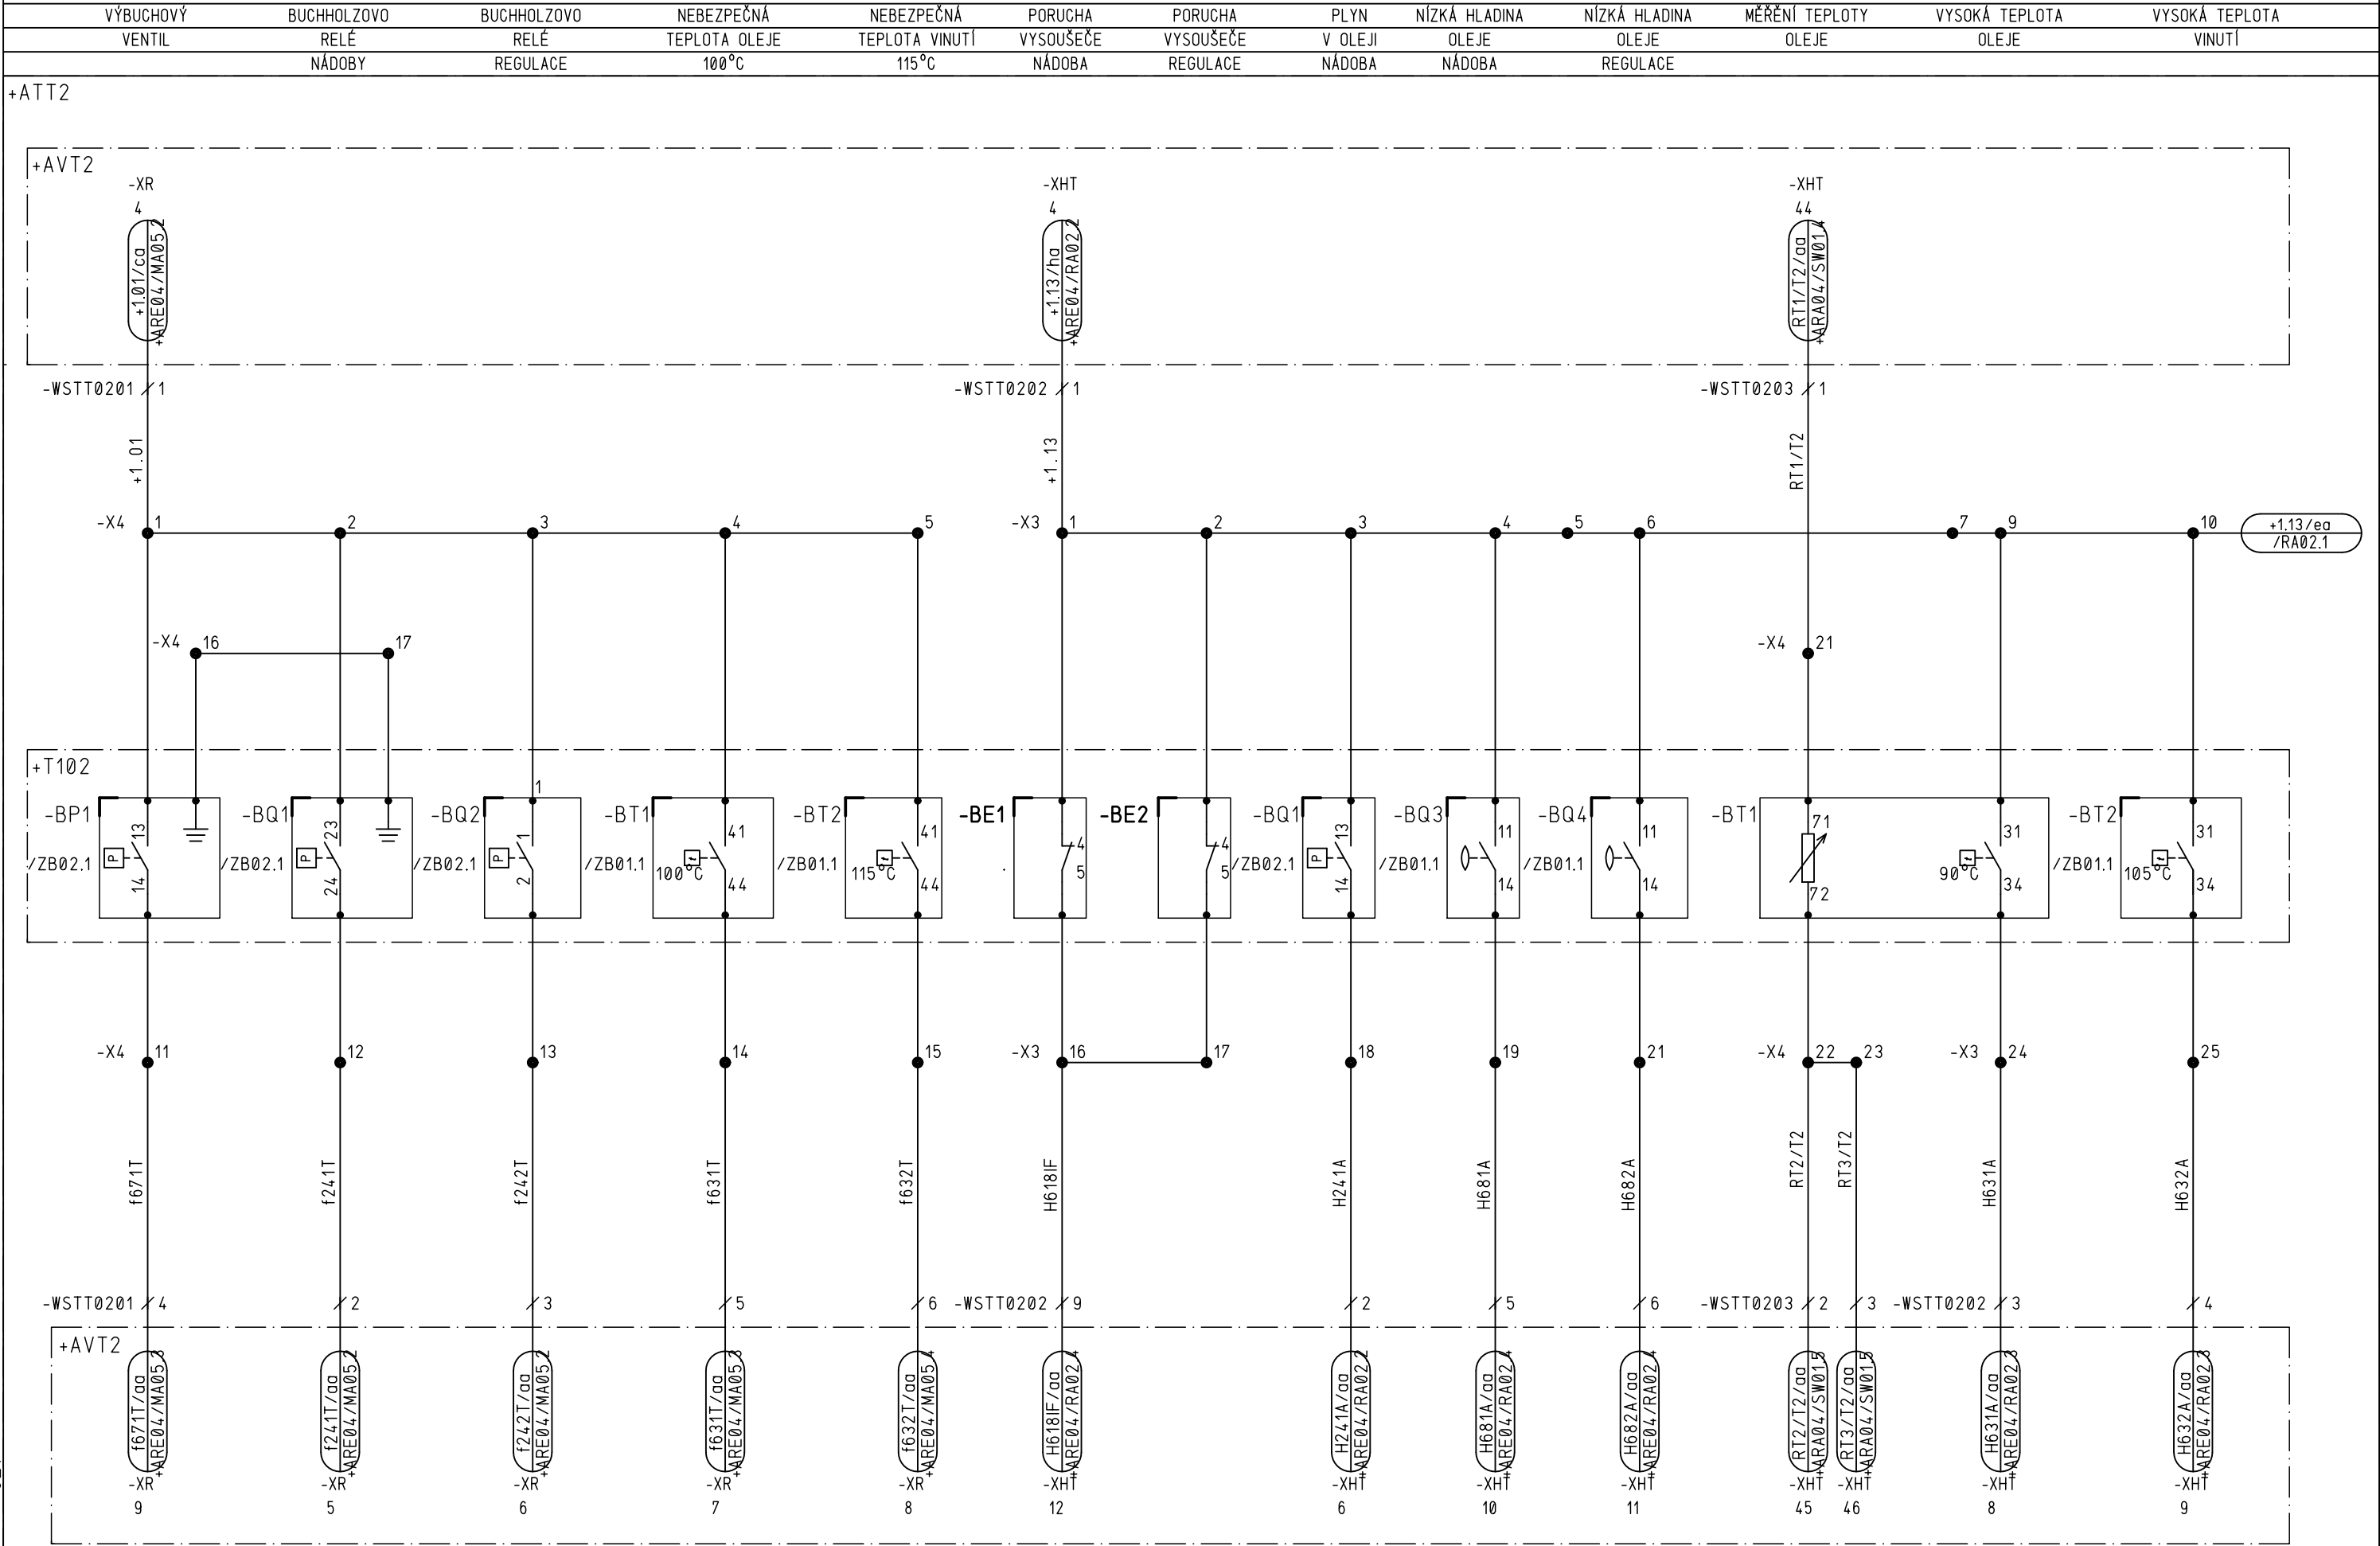 VÝBUCHOVÝ BUCHHOLZOVO BUCHHOLZOVO NEBEZPEČNÁ NEBEZPEČNÁ PORUCHA PORUCHA PLYN NÍZKÁ HLADINA NÍZKÁ HLADINA MĚŘĚNÍ TEPLOTY VYSOKÁ TEPLOTA VYSOKÁ TEPLOTA
VENTIL RELÉ RELÉ TEPLOTA OLEJE TEPLOTA VINUTÍ VYSOUŠEČE VYSOUŠEČE V OLEJI OLEJE OLEJE OLEJE OLEJE VINUTÍ
NÁDOBY REGULACE 100°C 115°C NÁDOBA REGULACE NÁDOBA NÁDOBA REGULACE
+ATT2
+AVT2
-XR -XHT -XHT
4 4 44
+1.01/ca +1.13/ha RT1/T2/aa
+ARE04/MA05.2 +ARE04/RA02.2 +ARA04/SW01.4
-WSTT0201 1 -WSTT0202 1 -WSTT0203 1
+1.01 +1.13 RT1/T2
-X4 1 2 3 4 5 -X3 1 2 3 4 5 6 7 9 10 +1.13/ea
/RA02.1
-X4 16 17 -X4 21
+T102
1
-BP1 -BQ1 -BQ2 -BT1 -BT2 -BE1 -BE2 -BQ1 -BQ3 -BQ4 -BT1 -BT2
13 23 1 41 41 4 4 13 11 11 71 31 31
P P P t t P t t
/ZB02.1 /ZB02.1 /ZB02.1 /ZB01.1 /ZB01.1 . /ZB02.1 /ZB01.1 /ZB01.1 /ZB01.1
100°C 115°C 90°C 105°C
14 24 2 44 44 5 5 14 14 14 72 34 34
-X4 11 12 13 14 15 -X3 16 17 18 19 21 -X4 22 23 -X3 24 25
f671T f241T f242T f631T f632T H618IF H241A H681A H682A RT2/T2 RT3/T2 H631A H632A
-WSTT0201 4 2 3 5 6 -WSTT0202 9 2 5 6 -WSTT0203 2 3 -WSTT0202 3 4
+AVT2
f671T/aa f241T/aa f242T/aa f631T/aa f632T/aa H618IF/aa H241A/aa H681A/aa H682A/aa RT2/T2/aa RT3/T2/aa H631A/aa H632A/aa
+ARE04/MA05.3 +ARE04/MA05.2 +ARE04/MA05.2 +ARE04/MA05.3 +ARE04/MA05.4 +ARE04/RA02.4 +ARE04/RA02.2 +ARE04/RA02.4 +ARE04/RA02.4 +ARA04/SW01.5 +ARA04/SW01.5 +ARE04/RA02.3 +ARE04/RA02.3
-XR -XR -XR -XR -XR -XHT -XHT -XHT -XHT -XHT -XHT -XHT -XHT
9 5 6 7 8 12 6 10 11 45 46 8 9